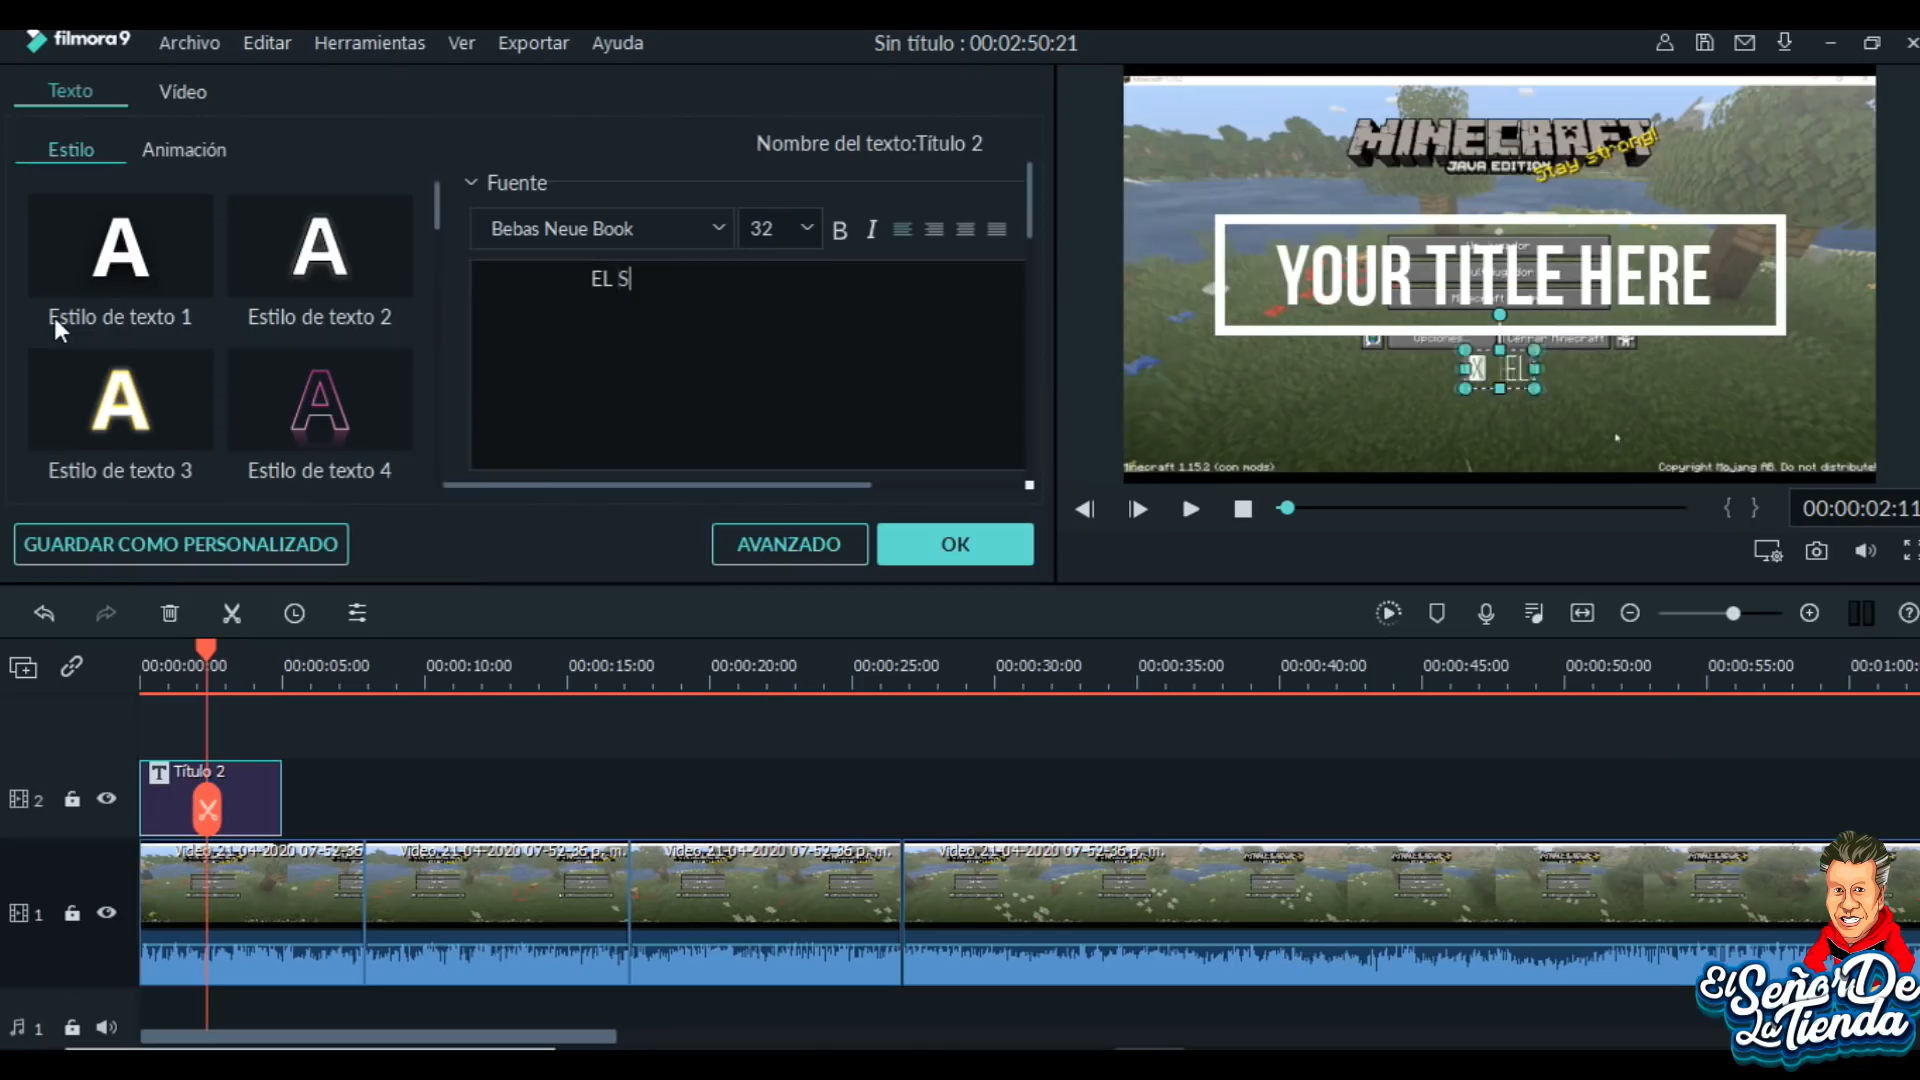 filmora9 Archivo Editar Herramientas Ver Exportar Ayuda Sin título : 00:02:50:21
Texto Vídeo
Estilo Animación
Nombre del texto:Título 2
Fuente
Bebas Neue Book 32 B I
EL S
A A
Estilo de texto 1 Estilo de texto 2
A A
Estilo de texto 3 Estilo de texto 4
GUARDAR COMO PERSONALIZADO AVANZADO OK
MINECRAFT
JAVA EDITION
Stay strong!
YOUR TITLE HERE
Opciones... Cerrar Minecraft
X EL
Minecraft 1.15.2 (con mods) Copyright Mojang AB. Do not distribute!
{ } 00:00:02:11
00:00:00:00 00:00:05:00 00:00:10:00 00:00:15:00 00:00:20:00 00:00:25:00 00:00:30:00 00:00:35:00 00:00:40:00 00:00:45:00 00:00:50:00 00:00:55:00 00:01:00:
2 T Título 2
Video 21-04-2020 07-52-36 Video 21-04-2020 07-52-36 p. m. Video 21-04-2020 07-52-36 p. m. Video 21-04-2020 07-52-36 p. m.
1
1
El Señor De
La Tienda